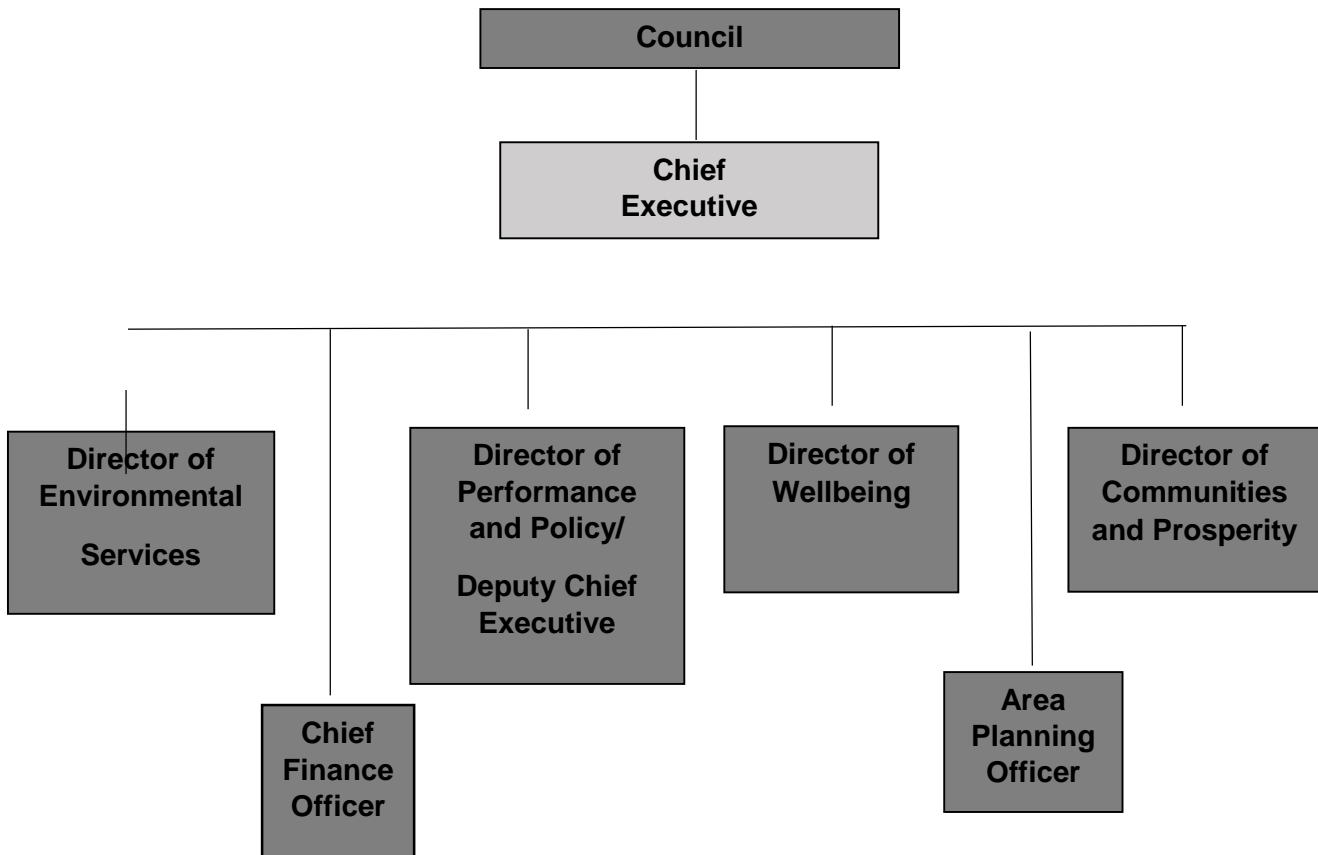 Council
Chief
Executive
Director of
Environmental
Services
Director of
Performance
and Policy/
Deputy Chief
Executive
Director of
Wellbeing
Director of
Communities
and Prosperity
Chief
Finance
Officer
Area
Planning
Officer